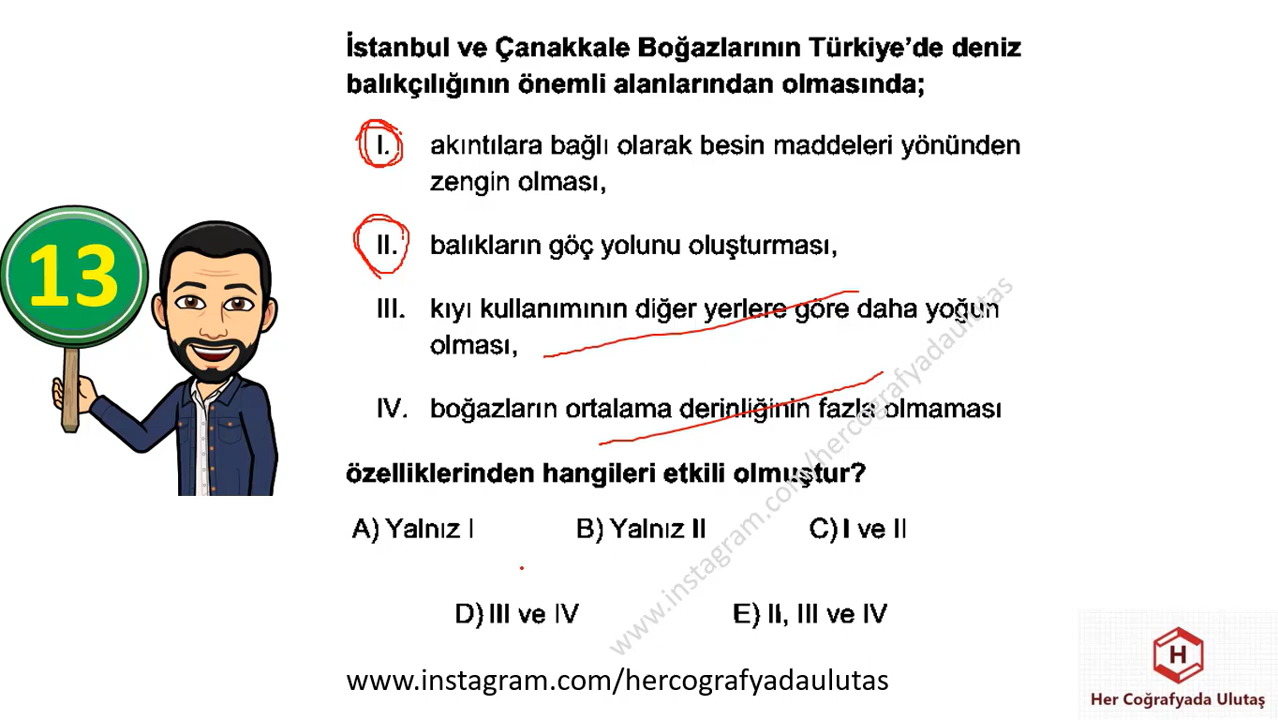 İstanbul ve Çanakkale Boğazlarının Türkiye’de deniz
balıkçılığının önemli alanlarından olmasında;
I. akıntılara bağlı olarak besin maddeleri yönünden
zengin olması,
II. balıkların göç yolunu oluşturması,
III. kıyı kullanımının diğer yerlere göre daha yoğun
olması,
IV. boğazların ortalama derinliğinin fazla olmaması
özelliklerinden hangileri etkili olmuştur?
A) Yalnız I B) Yalnız II C) I ve II
D) III ve IV E) II, III ve IV
www.instagram.com/hercografyadaulutas
13
www.instagram.com/hercografyadaulutas
H
Her Coğrafyada Ulutaş